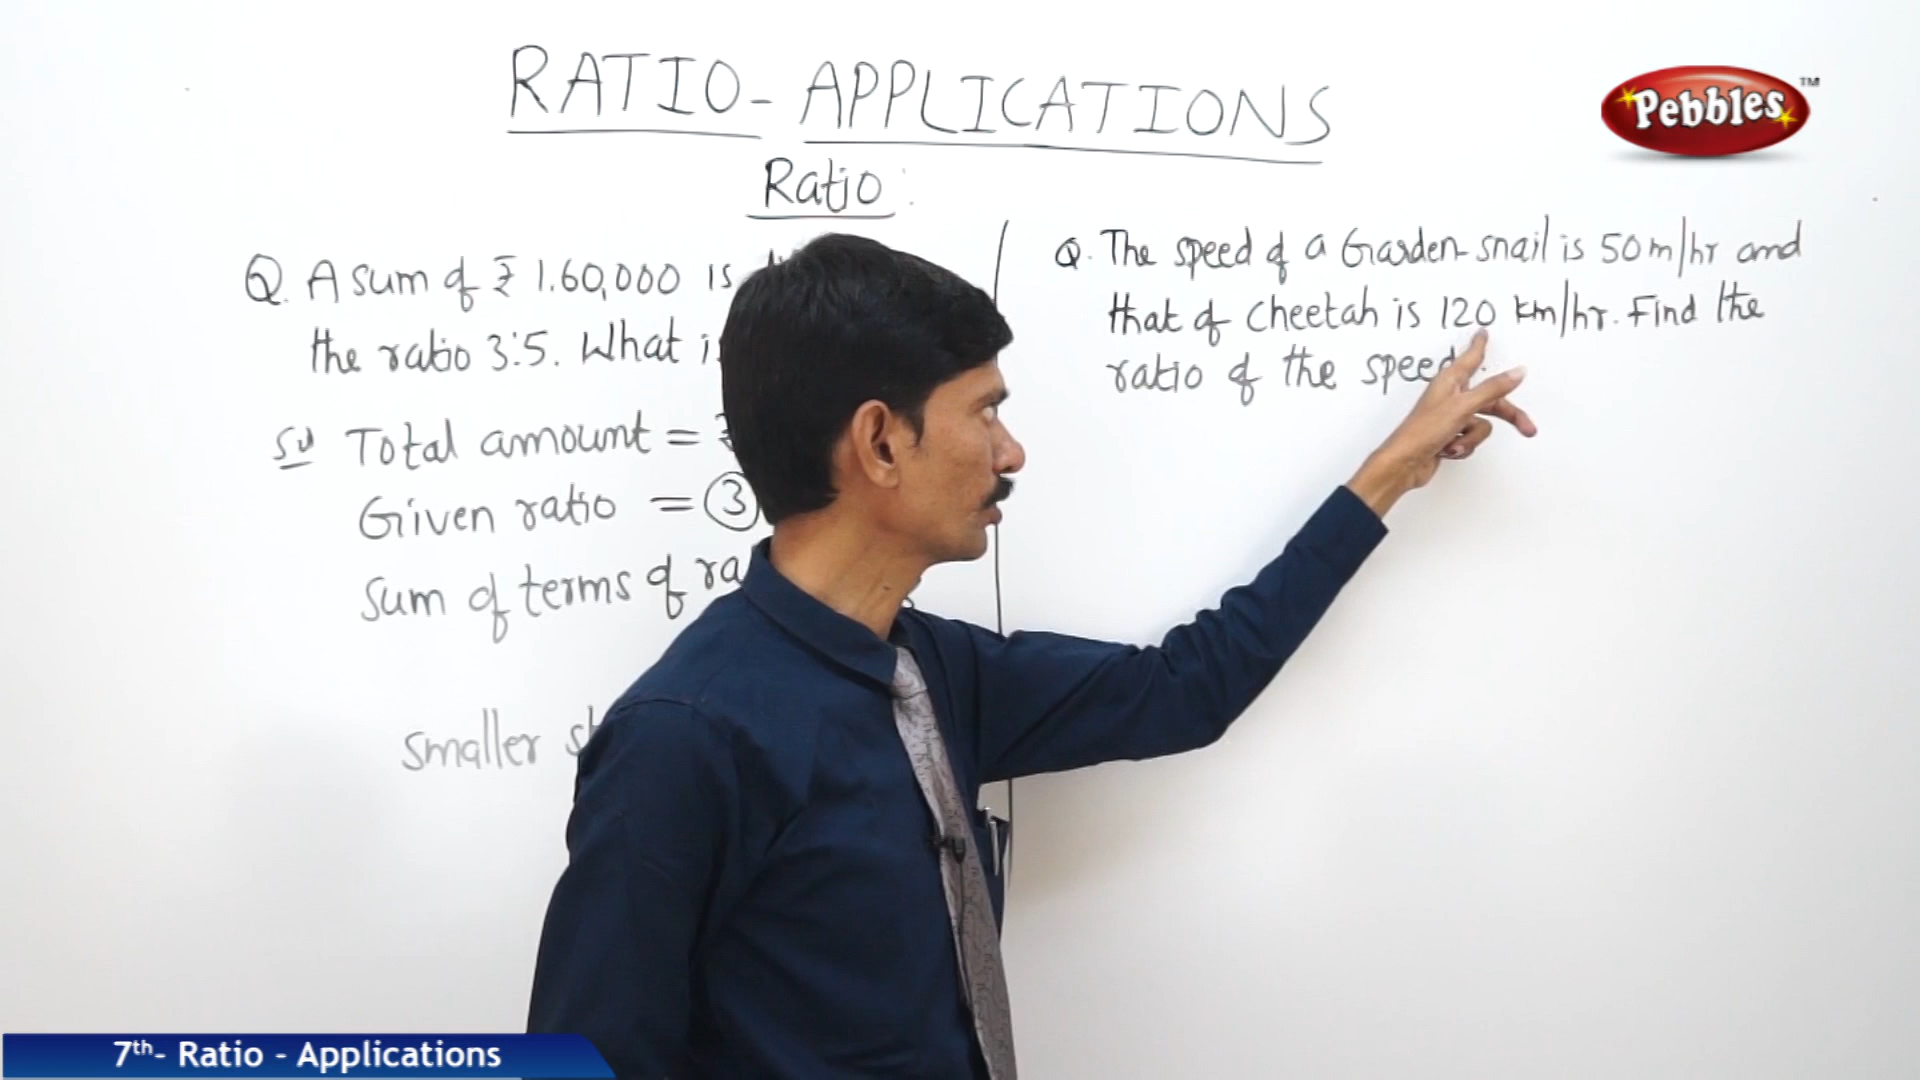 RATIO - APPLICATIONS
Pebbles™
Ratio:
Q. A sum of ₹ 1.60,000 is
the ratio 3:5. What
Sol Total amount =
Given ratio = 3
Sum of terms of
smaller
Q. The speed of a Garden-snail is 50 m/hr and
that of cheetah is 120 km/hr. Find the
ratio of the speed
7th- Ratio - Applications